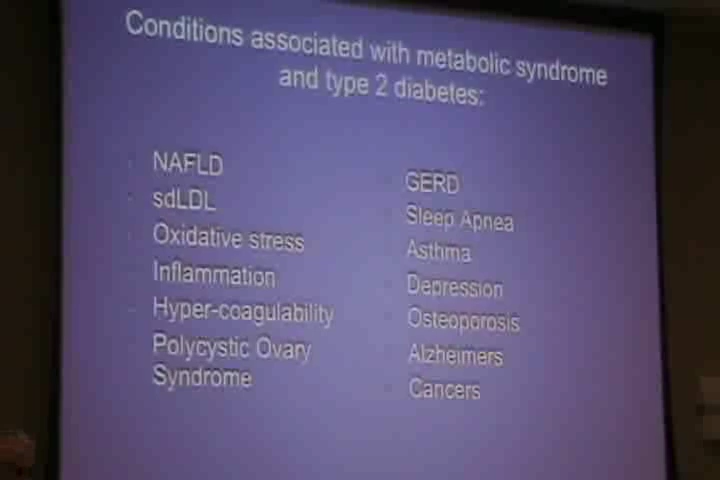 Conditions associated with metabolic syndrome
and type 2 diabetes:
NAFLD
sdLDL
Oxidative stress
Inflammation
Hyper-coagulability
Polycystic Ovary
Syndrome
GERD
Sleep Apnea
Asthma
Depression
Osteoporosis
Alzheimers
Cancers